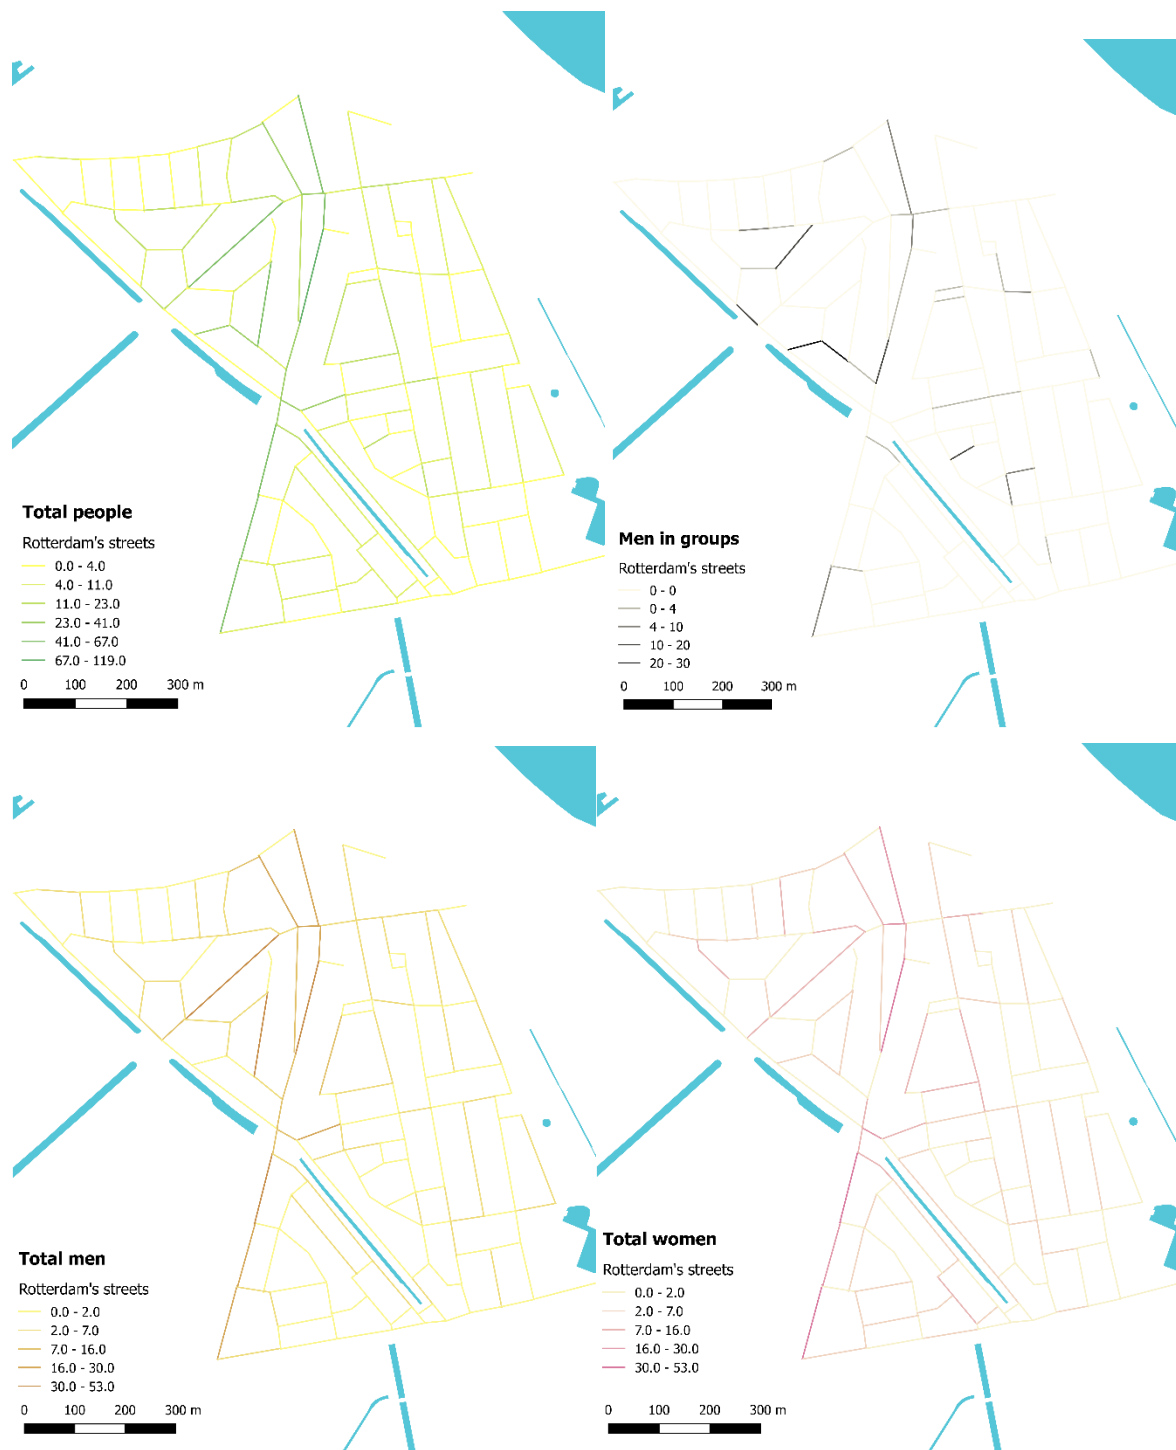 Total people
Rotterdam's streets
0.0 - 4.0
4.0 - 11.0
11.0 - 23.0
23.0 - 41.0
41.0 - 67.0
67.0 - 119.0
0 100 200 300 m
Men in groups
Rotterdam's streets
0 - 0
0 - 4
4 - 10
10 - 20
20 - 30
0 100 200 300 m
Total men
Rotterdam's streets
0.0 - 2.0
2.0 - 7.0
7.0 - 16.0
16.0 - 30.0
30.0 - 53.0
0 100 200 300 m
Total women
Rotterdam's streets
0.0 - 2.0
2.0 - 7.0
7.0 - 16.0
16.0 - 30.0
30.0 - 53.0
0 100 200 300 m